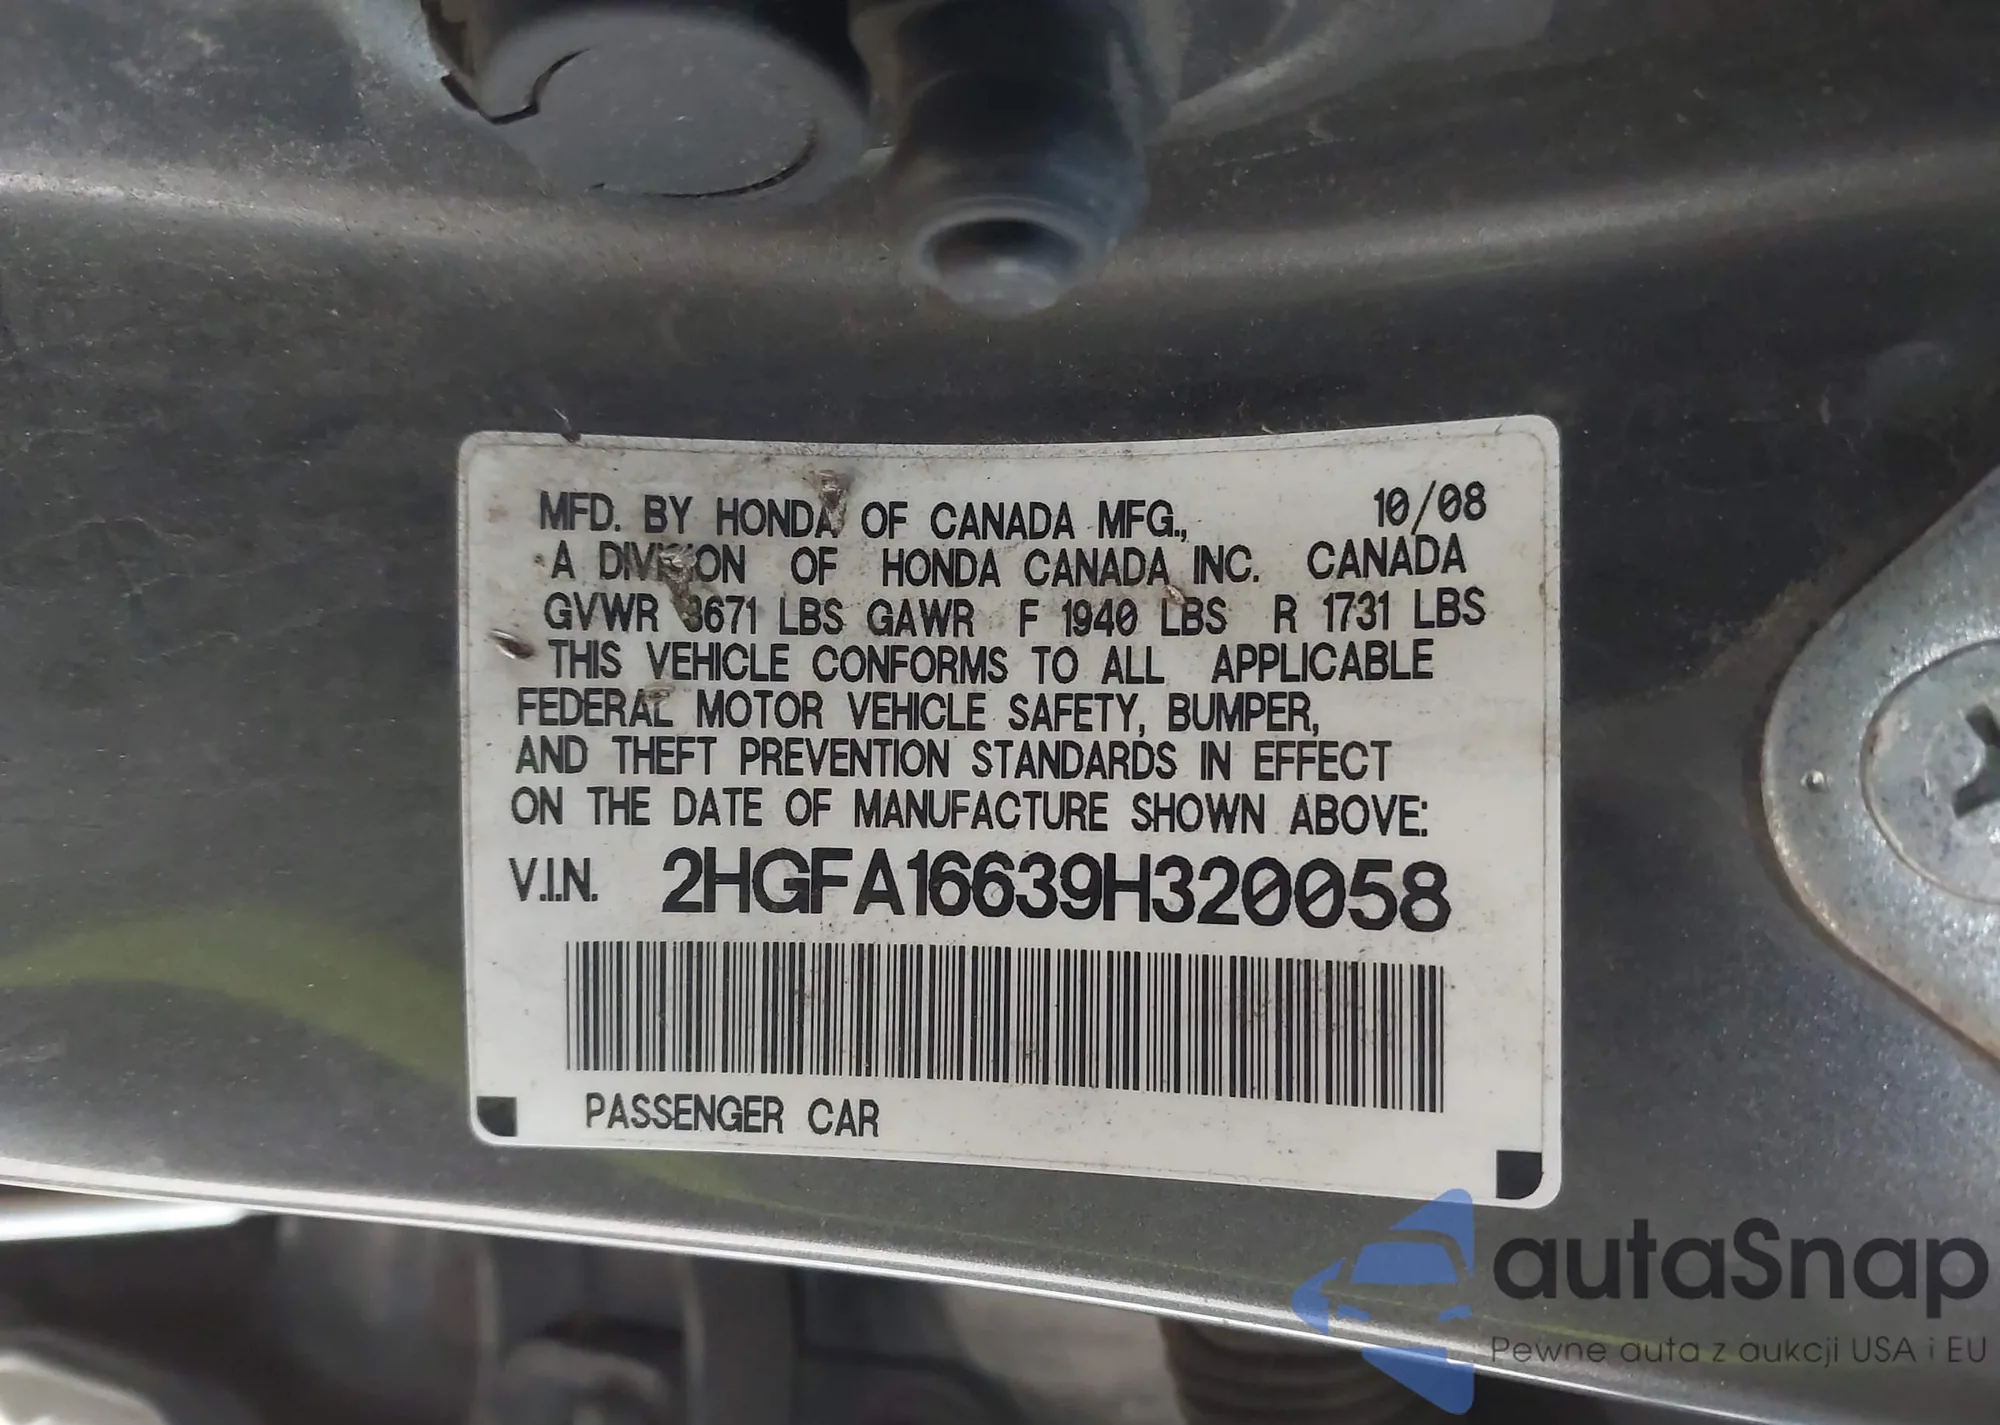 MFD. BY HONDA OF CANADA MFG., 10/08
A DIVISION OF HONDA CANADA INC. CANADA
GVWR 3671 LBS GAWR F 1940 LBS R 1731 LBS
THIS VEHICLE CONFORMS TO ALL APPLICABLE
FEDERAL MOTOR VEHICLE SAFETY, BUMPER,
AND THEFT PREVENTION STANDARDS IN EFFECT
ON THE DATE OF MANUFACTURE SHOWN ABOVE:
V.I.N. 2HGFA16639H320058
PASSENGER CAR
autaSnap
Pewne auta z aukcji USA i EU